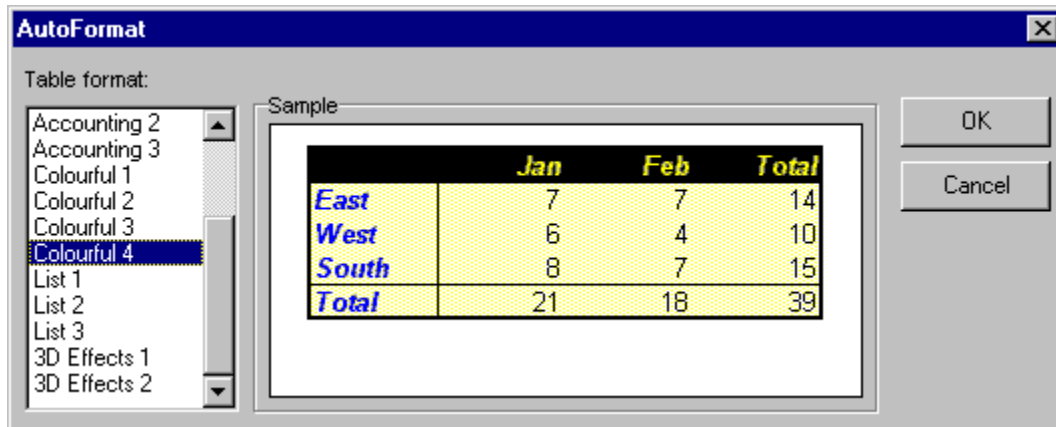 AutoFormat
Table format:
Accounting 2
Accounting 3
Colourful 1
Colourful 2
Colourful 3
Colourful 4
List 1
List 2
List 3
3D Effects 1
3D Effects 2
Sample
Jan Feb Total
East 7 7 14
West 6 4 10
South 8 7 15
Total 21 18 39
OK
Cancel